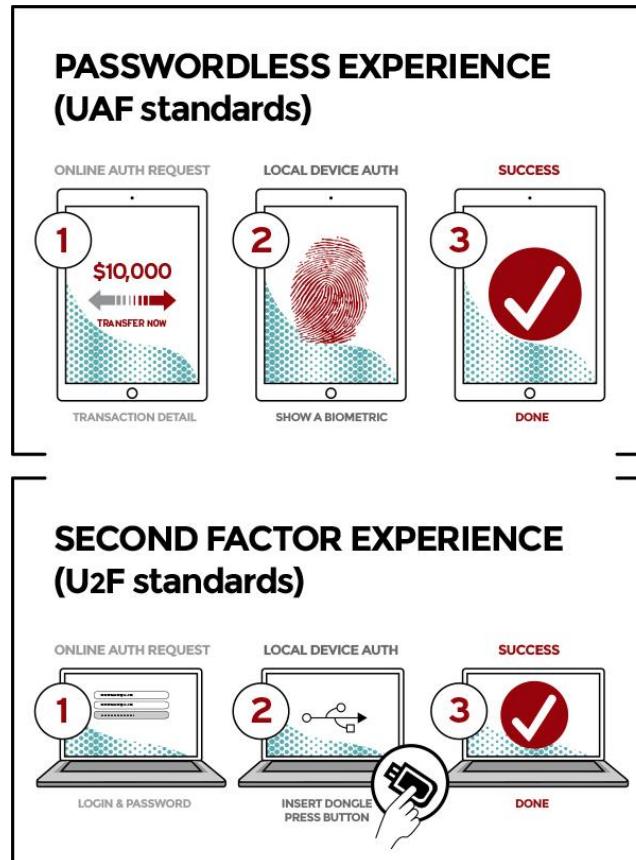 PASSWORDLESS EXPERIENCE
(UAF standards)
ONLINE AUTH REQUEST
LOCAL DEVICE AUTH
SUCCESS
1
$10,000
TRANSFER NOW
2
3
TRANSACTION DETAIL
SHOW A BIOMETRIC
DONE
SECOND FACTOR EXPERIENCE
(U2F standards)
ONLINE AUTH REQUEST
LOCAL DEVICE AUTH
SUCCESS
1
2
3
LOGIN & PASSWORD
INSERT DONGLE
PRESS BUTTON
DONE